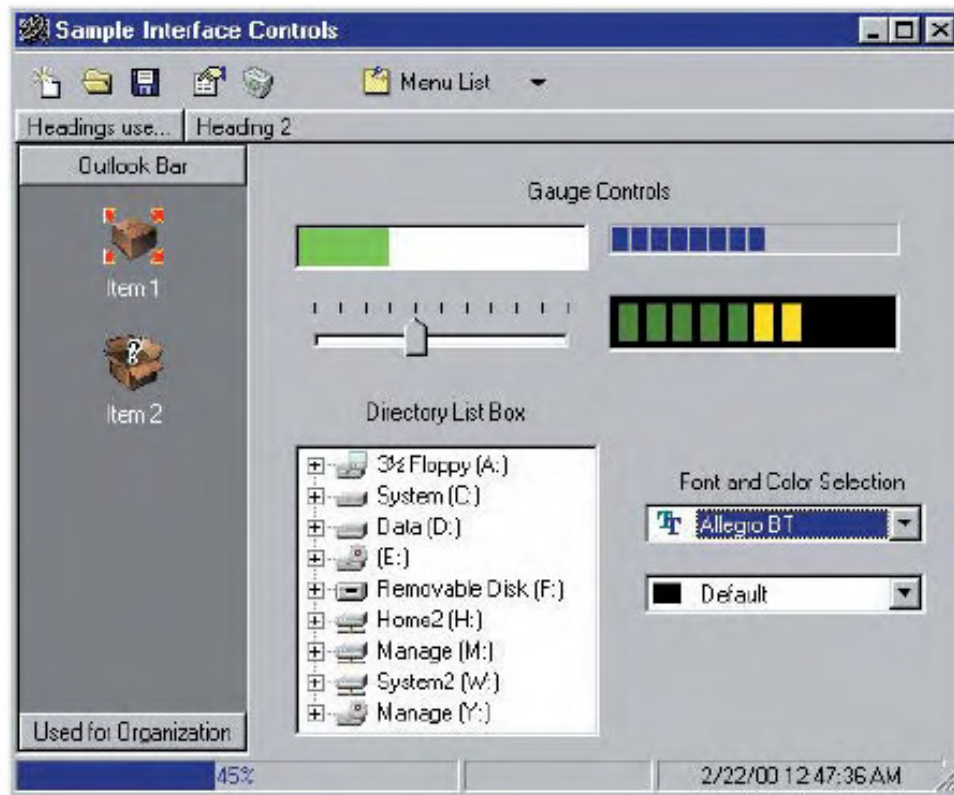 Sample Interface Controls
Menu List
Headings use... Heading 2
Outlook Bar
Item 1
Item 2
Used for Organization
Gauge Controls
Directory List Box
3½ Floppy (A:)
System (C:)
Data (D:)
(E:)
Removable Disk (F:)
Home2 (H:)
Manage (M:)
System2 (W:)
Manage (Y:)
Font and Color Selection
Allegro BT
Default
45%
2/22/00 12:47:36 AM